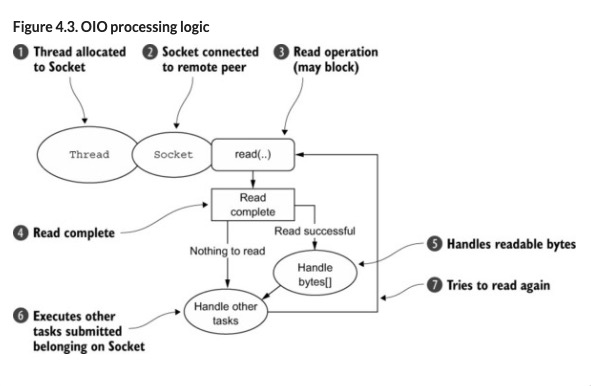 Figure 4.3. OIO processing logic
1 Thread allocated
to Socket
2 Socket connected
to remote peer
3 Read operation
(may block)
Thread
Socket
read(..)
Read
complete
4 Read complete
Read successful
Nothing to read
5 Handles readable bytes
Handle
bytes[]
7 Tries to read again
Handle other
tasks
6 Executes other
tasks submitted
belonging on Socket